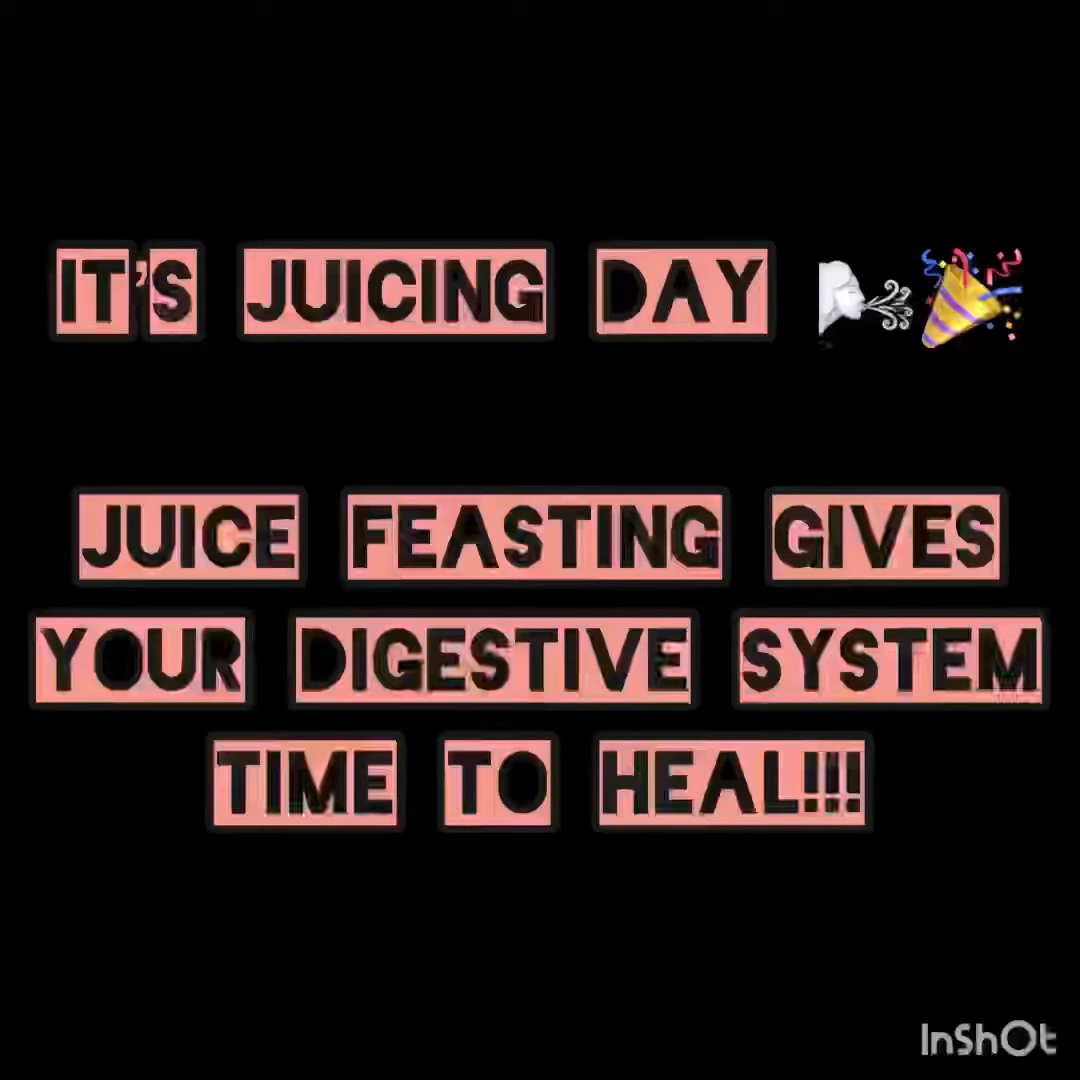 IT'S JUICING DAY 🌬️🎉
JUICE FEASTING GIVES
YOUR DIGESTIVE SYSTEM
TIME TO HEAL!!!
InShOt